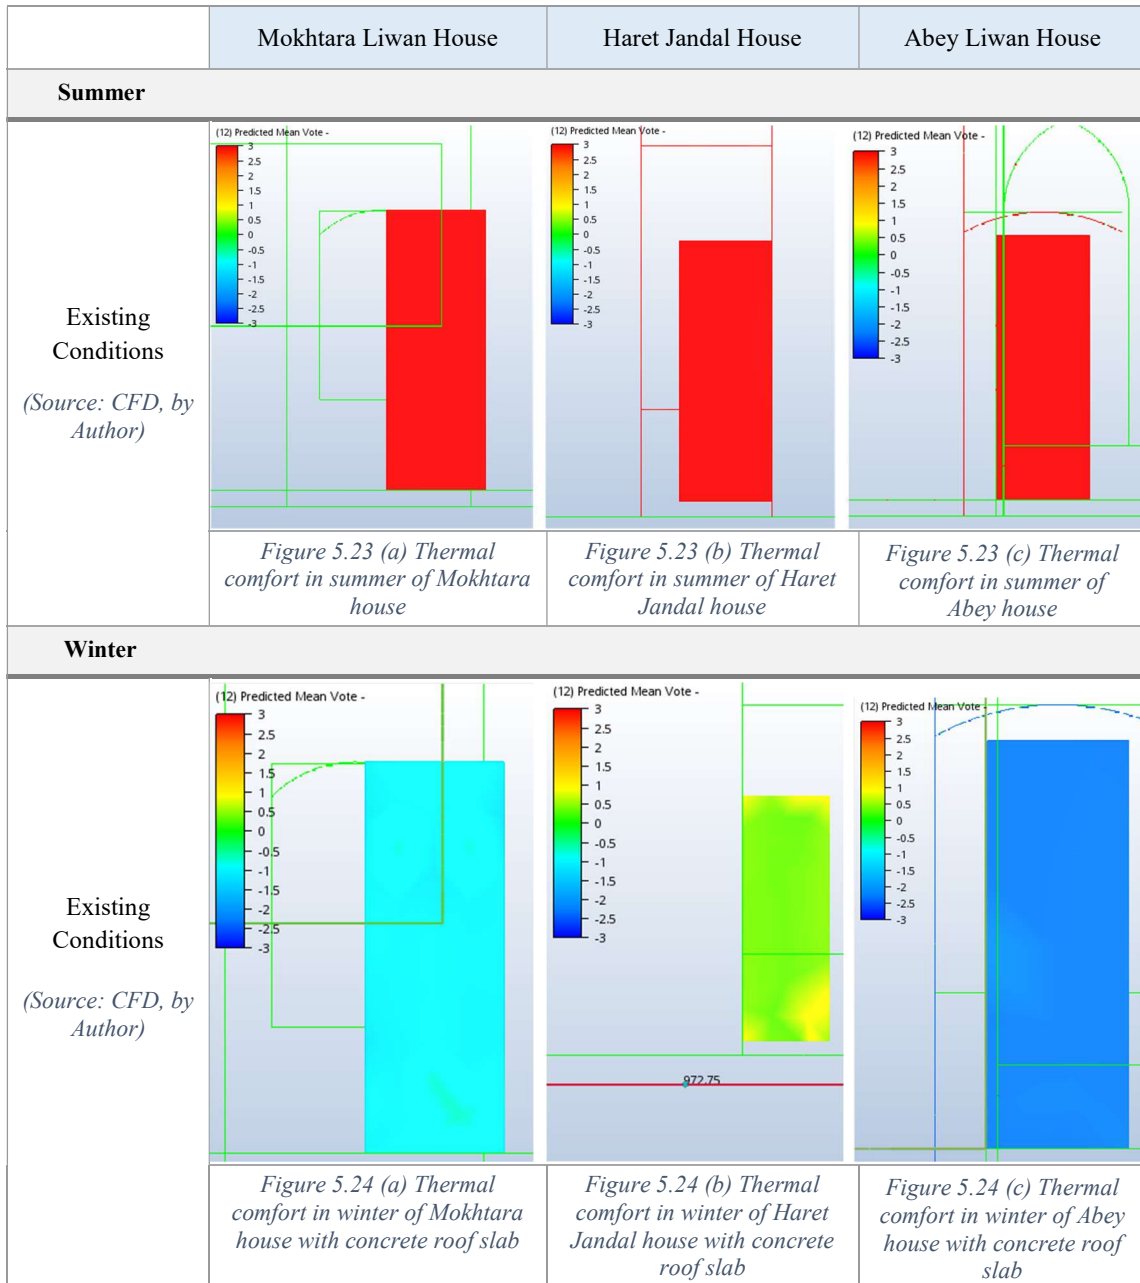 Mokhtara Liwan House
Haret Jandal House
Abey Liwan House
Summer
Existing
Conditions
(Source: CFD, by
Author)
(12) Predicted Mean Vote -
3
2.5
2
1.5
1
0.5
0
-0.5
-1
-1.5
-2
-2.5
-3
(12) Predicted Mean Vote -
3
2.5
2
1.5
1
0.5
0
-0.5
-1
-1.5
-2
-2.5
-3
(12) Predicted Mean Vote -
3
2.5
2
1.5
1
0.5
0
-0.5
-1
-1.5
-2
-2.5
-3
Figure 5.23 (a) Thermal
comfort in summer of Mokhtara
house
Figure 5.23 (b) Thermal
comfort in summer of Haret
Jandal house
Figure 5.23 (c) Thermal
comfort in summer of
Abey house
Winter
Existing
Conditions
(Source: CFD, by
Author)
(12) Predicted Mean Vote -
3
2.5
2
1.5
1
0.5
0
-0.5
-1
-1.5
-2
-2.5
-3
(12) Predicted Mean Vote -
3
2.5
2
1.5
1
0.5
0
-0.5
-1
-1.5
-2
-2.5
-3
972.75
(12) Predicted Mean Vote -
3
2.5
2
1.5
1
0.5
0
-0.5
-1
-1.5
-2
-2.5
-3
Figure 5.24 (a) Thermal
comfort in winter of Mokhtara
house with concrete roof slab
Figure 5.24 (b) Thermal
comfort in winter of Haret
Jandal house with concrete
roof slab
Figure 5.24 (c) Thermal
comfort in winter of Abey
house with concrete roof
slab